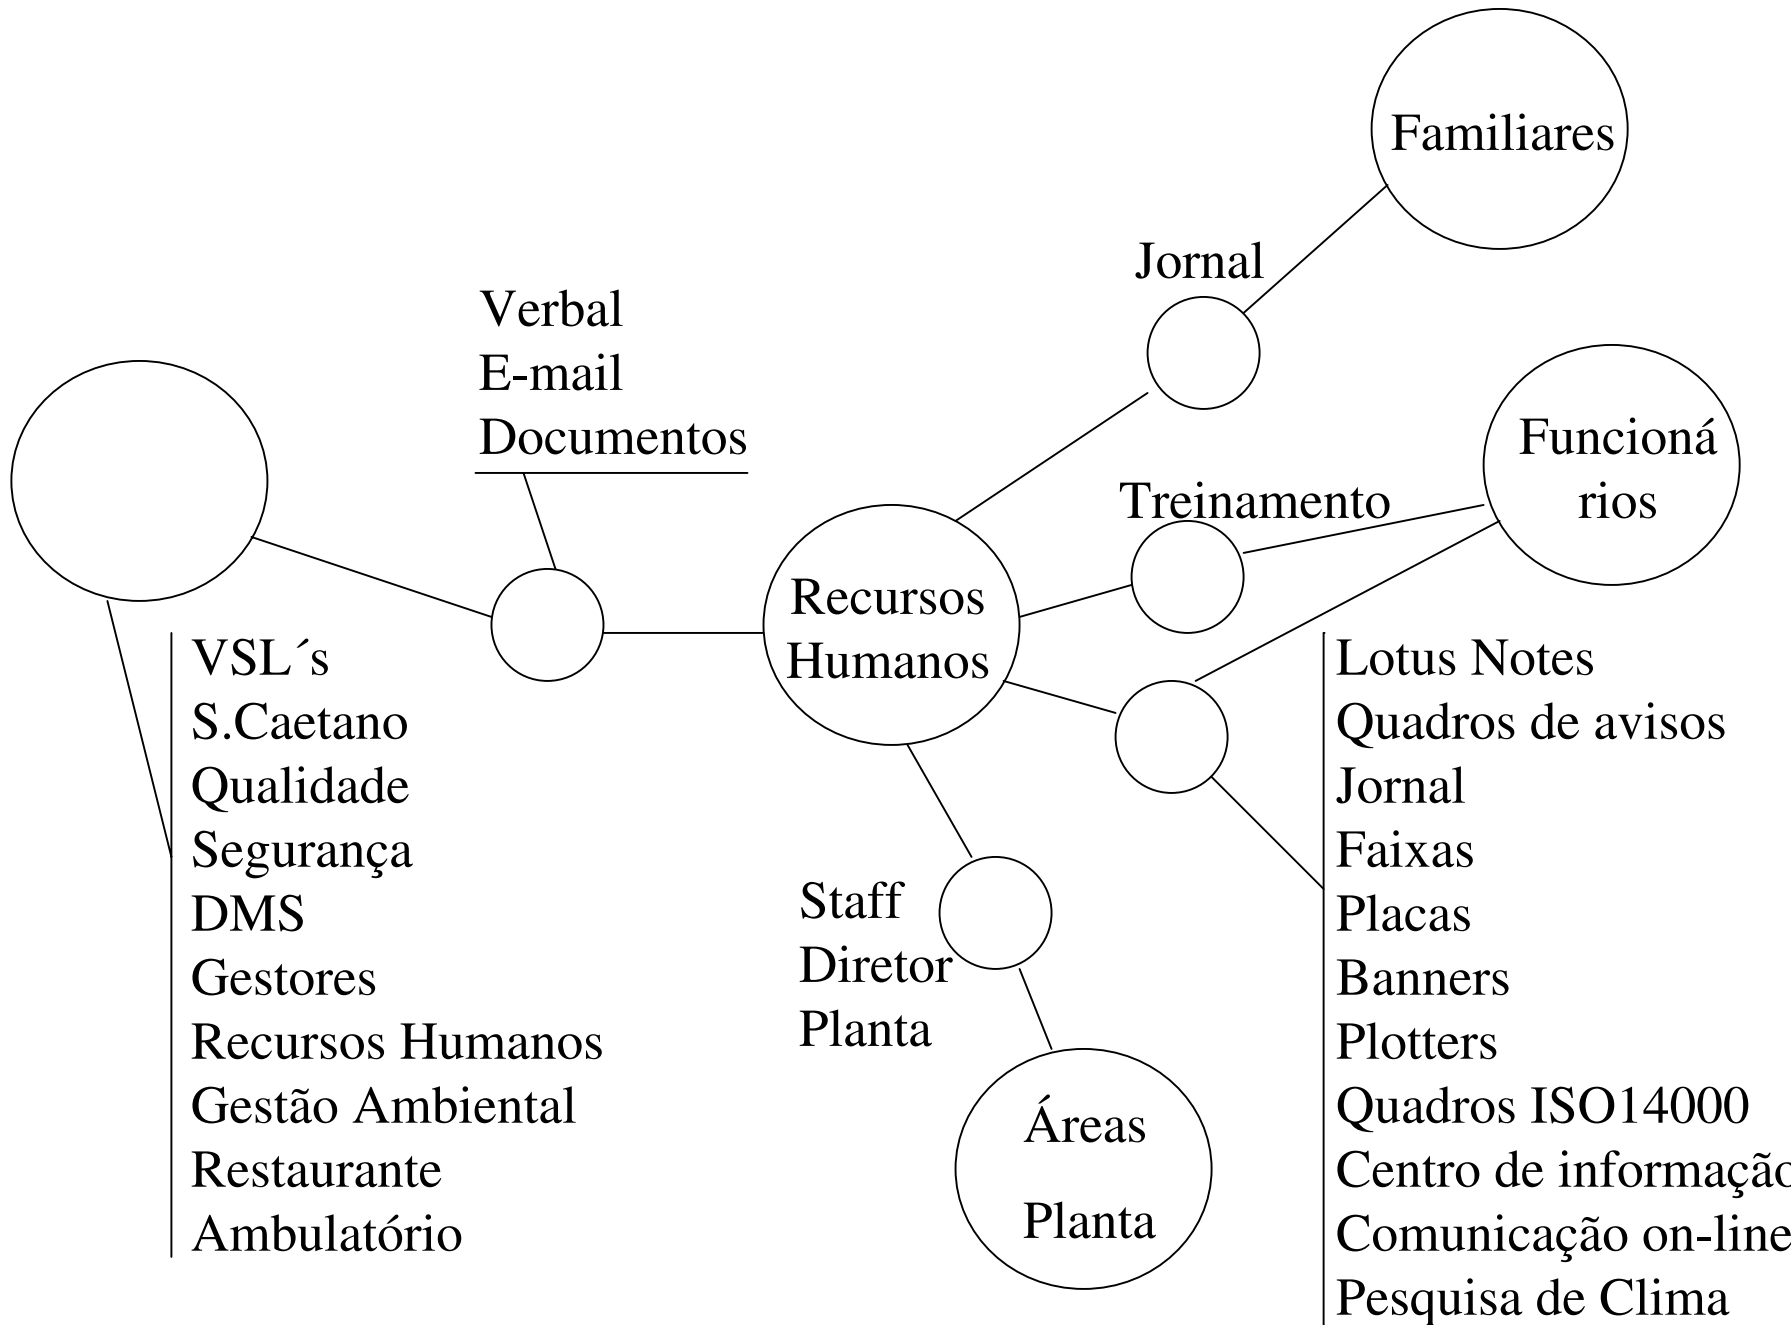 Familiares
Jornal
Verbal
E-mail
Documentos
Funcioná
rios
Treinamento
Recursos
Humanos
VSL´s
S.Caetano
Qualidade
Segurança
DMS
Gestores
Recursos Humanos
Gestão Ambiental
Restaurante
Ambulatório
Staff
Diretor
Planta
Áreas
Planta
Lotus Notes
Quadros de avisos
Jornal
Faixas
Placas
Banners
Plotters
Quadros ISO14000
Centro de informação
Comunicação on-line
Pesquisa de Clima